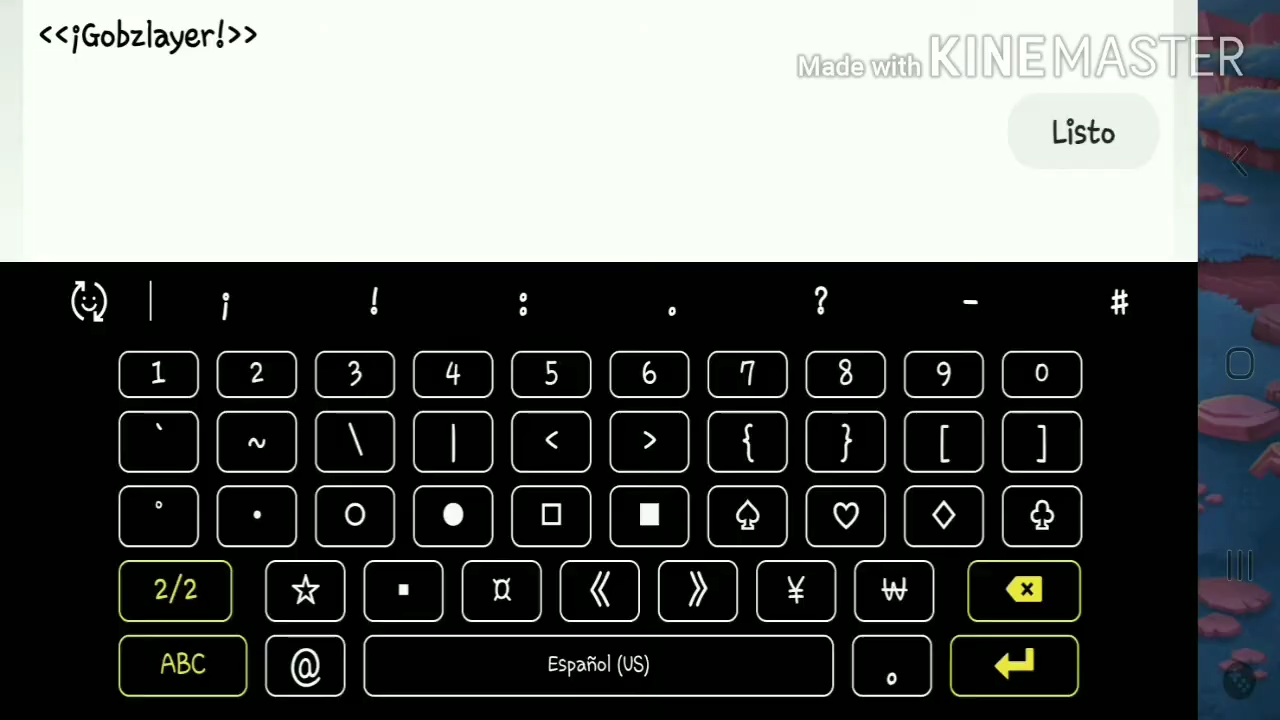 <<¡Gobzlayer!>>
Made with KINEMASTER
Listo
¡ ! : . ? - #
1 2 3 4 5 6 7 8 9 0
` ~ \ | < > { } [ ]
° • ○ ● □ ■ ♤ ♡ ◇ ♧
2/2 ☆ ▪ ¤ 《 》 ¥ ₩
ABC @ Español (US) .